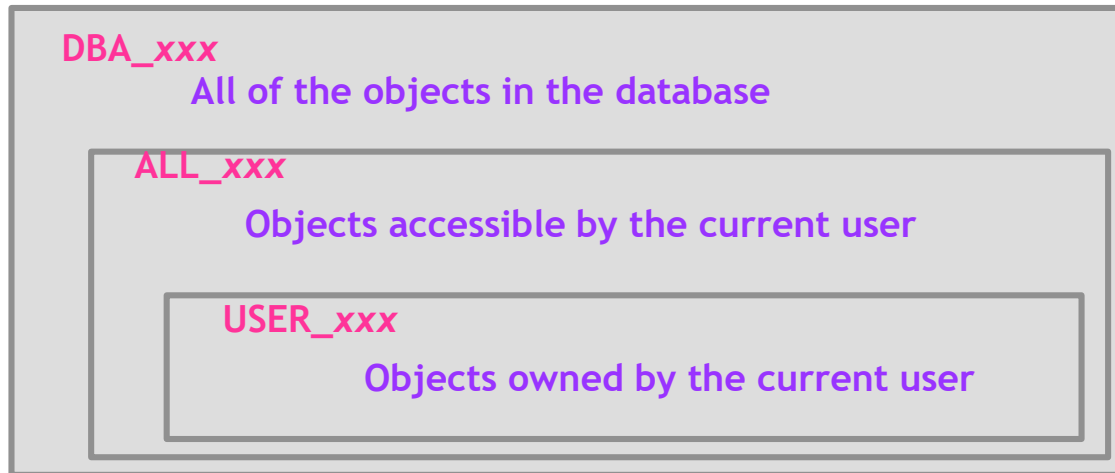 DBA_xxx
All of the objects in the database
ALL_xxx
Objects accessible by the current user
USER_xxx
Objects owned by the current user